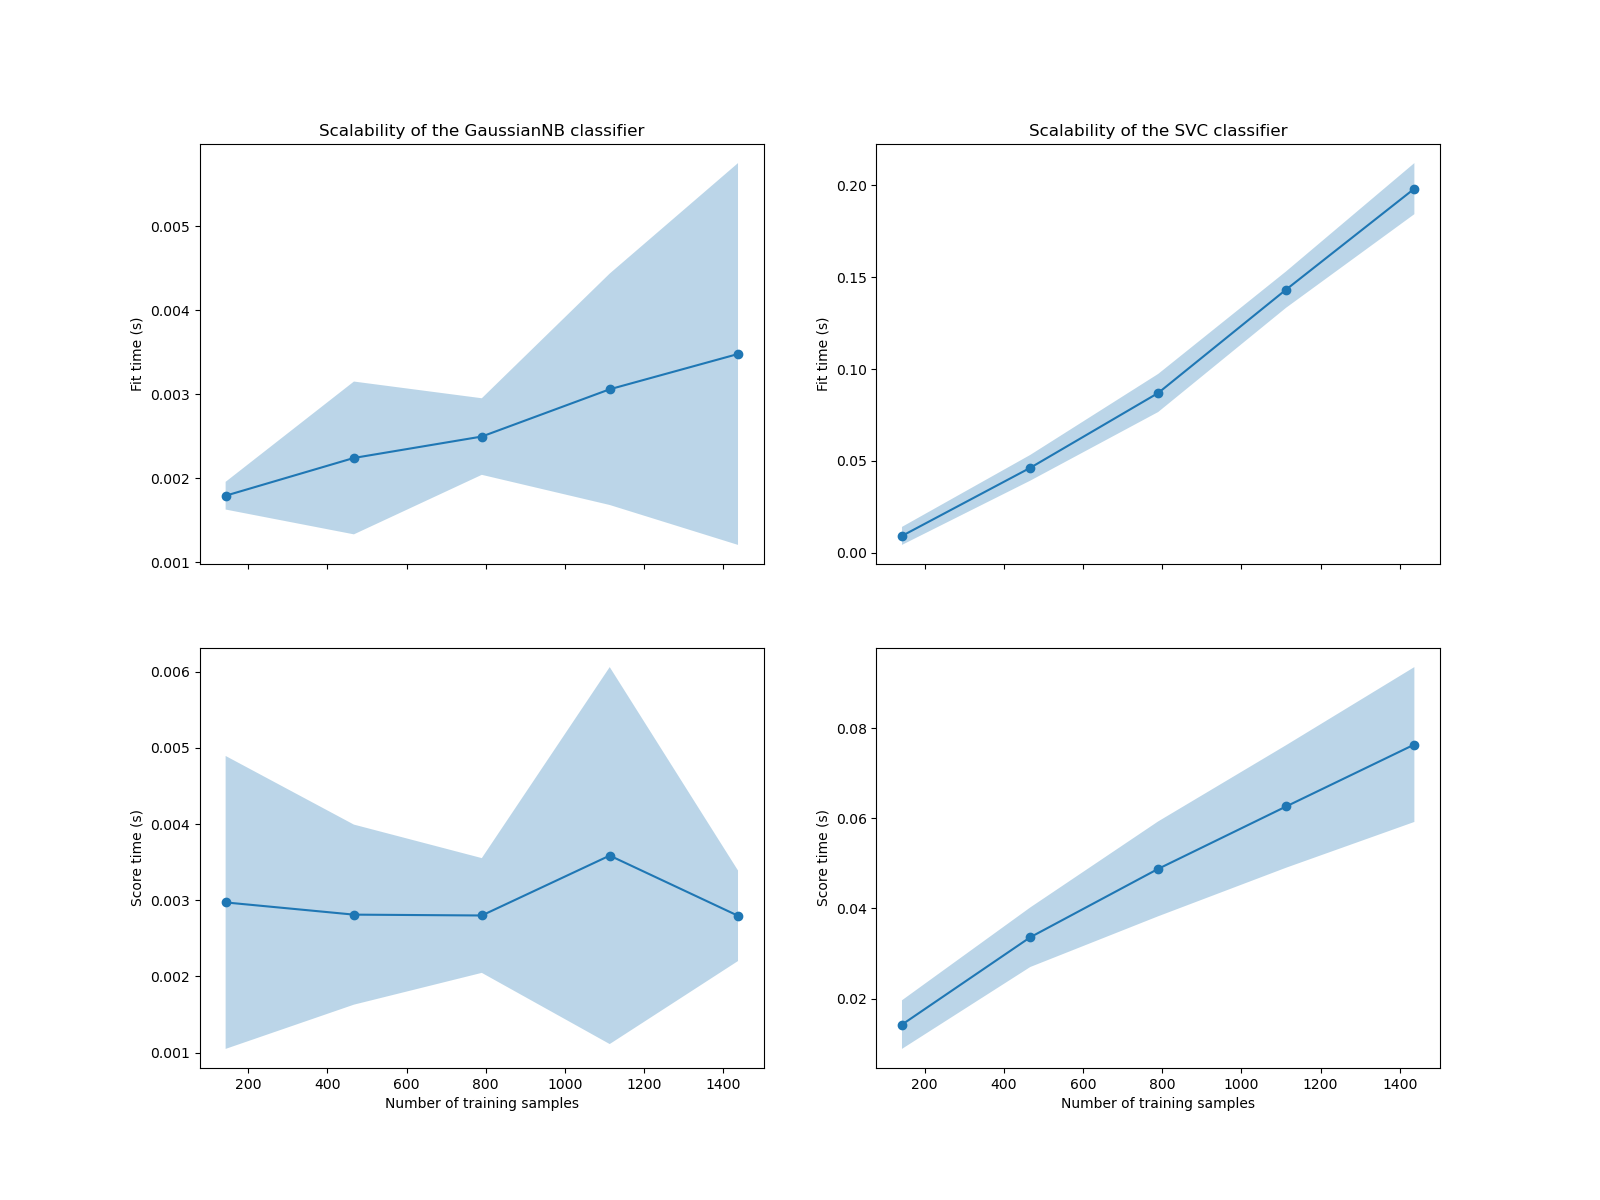 Scalability of the GaussianNB classifier
0.005
0.004
0.003
0.002
0.001
Fit time (s)
Scalability of the SVC classifier
0.20
0.15
0.10
0.05
0.00
Fit time (s)
0.006
0.005
0.004
0.003
0.002
0.001
Score time (s)
200 400 600 800 1000 1200 1400
Number of training samples
0.08
0.06
0.04
0.02
Score time (s)
200 400 600 800 1000 1200 1400
Number of training samples